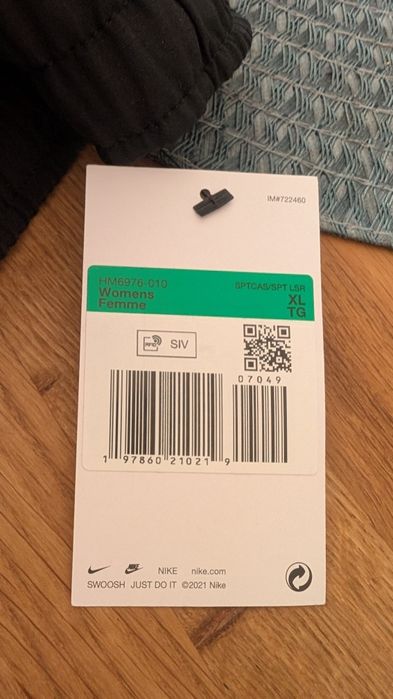 IM#722460
HM6976-010 SPTCAS/SPT LSR
Womens XL
Femme TG
RFID SIV
07049
1 97860 21021 9
NIKE nike.com
SWOOSH JUST DO IT ©2021 Nike